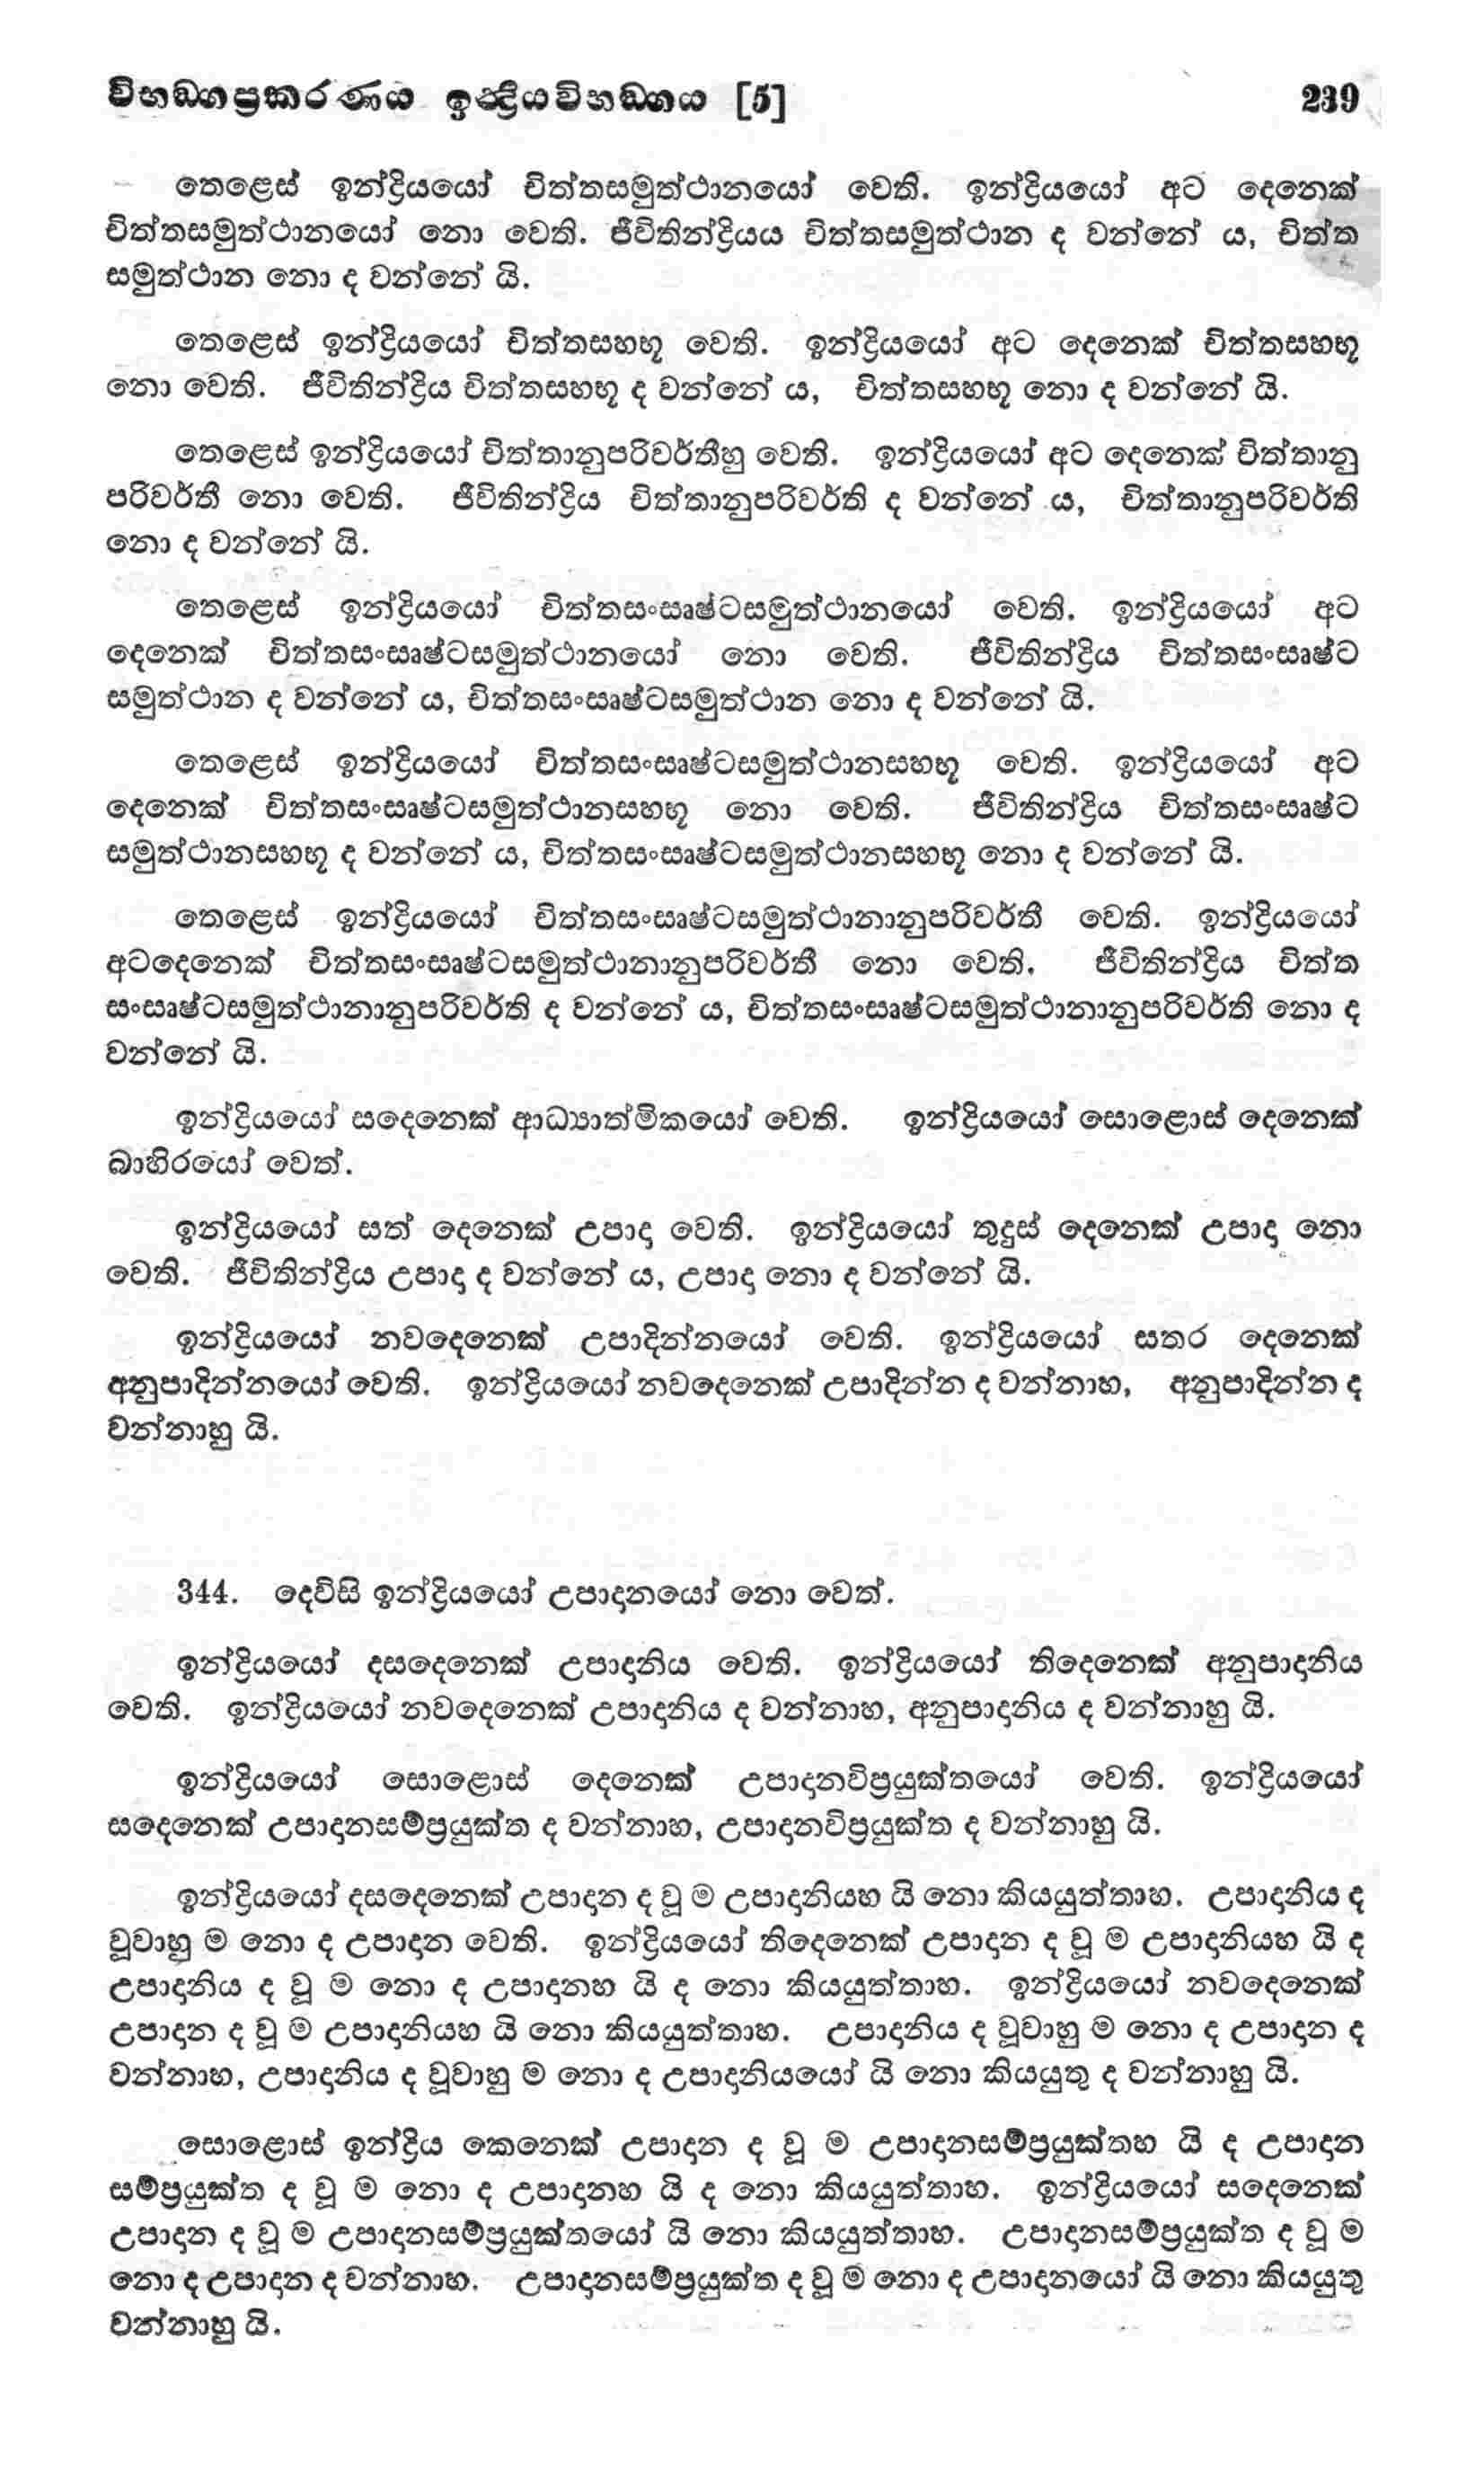 විභඞ්ගප්‍රකරණය ඉන්ද්‍රියවිභඞ්ගය [5] 239
තෙළෙස් ඉන්ද්‍රියයෝ චිත්තසමුත්ථානයෝ වෙති. ඉන්ද්‍රියයෝ අට දෙනෙක්
චිත්තසමුත්ථානයෝ නො වෙති. ජීවිතින්ද්‍රියය චිත්තසමුත්ථාන ද වන්නේ ය, චිත්ත
සමුත්ථාන නො ද වන්නේ යි.
තෙළෙස් ඉන්ද්‍රියයෝ චිත්තසහභූ වෙති. ඉන්ද්‍රියයෝ අට දෙනෙක් චිත්තසහභූ
නො වෙති. ජීවිතින්ද්‍රිය චිත්තසහභූ ද වන්නේ ය, චිත්තසහභූ නො ද වන්නේ යි.
තෙළෙස් ඉන්ද්‍රියයෝ චිත්තානුපරිවර්තීහු වෙති. ඉන්ද්‍රියයෝ අට දෙනෙක් චිත්තානු
පරිවර්තී නො වෙති. ජීවිතින්ද්‍රිය චිත්තානුපරිවර්ති ද වන්නේ ය, චිත්තානුපරිවර්ති
නො ද වන්නේ යි.
තෙළෙස් ඉන්ද්‍රියයෝ චිත්තසංසෘෂ්ටසමුත්ථානයෝ වෙති. ඉන්ද්‍රියයෝ අට
දෙනෙක් චිත්තසංසෘෂ්ටසමුත්ථානයෝ නො වෙති. ජීවිතින්ද්‍රිය චිත්තසංසෘෂ්ට
සමුත්ථාන ද වන්නේ ය, චිත්තසංසෘෂ්ටසමුත්ථාන නො ද වන්නේ යි.
තෙළෙස් ඉන්ද්‍රියයෝ චිත්තසංසෘෂ්ටසමුත්ථානසහභූ වෙති. ඉන්ද්‍රියයෝ අට
දෙනෙක් චිත්තසංසෘෂ්ටසමුත්ථානසහභූ නො වෙති. ජීවිතින්ද්‍රිය චිත්තසංසෘෂ්ට
සමුත්ථානසහභූ ද වන්නේ ය, චිත්තසංසෘෂ්ටසමුත්ථානසහභූ නො ද වන්නේ යි.
තෙළෙස් ඉන්ද්‍රියයෝ චිත්තසංසෘෂ්ටසමුත්ථානානුපරිවර්තී වෙති. ඉන්ද්‍රියයෝ
අටදෙනෙක් චිත්තසංසෘෂ්ටසමුත්ථානානුපරිවර්තී නො වෙති. ජීවිතින්ද්‍රිය චිත්ත
සංසෘෂ්ටසමුත්ථානානුපරිවර්ති ද වන්නේ ය, චිත්තසංසෘෂ්ටසමුත්ථානානුපරිවර්ති නො ද
වන්නේ යි.
ඉන්ද්‍රියයෝ සදෙනෙක් ආධ්‍යාත්මිකයෝ වෙති. ඉන්ද්‍රියයෝ සොළොස් දෙනෙක්
බාහිරයෝ වෙත්.
ඉන්ද්‍රියයෝ සත් දෙනෙක් උපාදා වෙති. ඉන්ද්‍රියයෝ තුදුස් දෙනෙක් උපාදා නො
වෙති. ජීවිතින්ද්‍රිය උපාදා ද වන්නේ ය, උපාදා නො ද වන්නේ යි.
ඉන්ද්‍රියයෝ නවදෙනෙක් උපාදින්නයෝ වෙති. ඉන්ද්‍රියයෝ සතර දෙනෙක්
අනුපාදින්නයෝ වෙති. ඉන්ද්‍රියයෝ නවදෙනෙක් උපාදින්න ද වන්නාහ, අනුපාදින්න ද
වන්නාහු යි.
344. දෙවිසි ඉන්ද්‍රියයෝ උපාදානයෝ නො වෙත්.
ඉන්ද්‍රියයෝ දසදෙනෙක් උපාදානිය වෙති. ඉන්ද්‍රියයෝ තිදෙනෙක් අනුපාදානිය
වෙති. ඉන්ද්‍රියයෝ නවදෙනෙක් උපාදානිය ද වන්නාහ, අනුපාදානිය ද වන්නාහු යි.
ඉන්ද්‍රියයෝ සොළොස් දෙනෙක් උපාදානවිප්‍රයුක්තයෝ වෙති. ඉන්ද්‍රියයෝ
සදෙනෙක් උපාදානසම්ප්‍රයුක්ත ද වන්නාහ, උපාදානවිප්‍රයුක්ත ද වන්නාහු යි.
ඉන්ද්‍රියයෝ දසදෙනෙක් උපාදාන ද වූ ම උපාදානියහ යි නො කියයුත්තාහ. උපාදානිය ද
වූවාහු ම නො ද උපාදාන වෙති. ඉන්ද්‍රියයෝ තිදෙනෙක් උපාදාන ද වූ ම උපාදානියහ යි ද
උපාදානිය ද වූ ම නො ද උපාදානහ යි ද නො කියයුත්තාහ. ඉන්ද්‍රියයෝ නවදෙනෙක්
උපාදාන ද වූ ම උපාදානියහ යි නො කියයුත්තාහ. උපාදානිය ද වූවාහු ම නො ද උපාදාන ද
වන්නාහ, උපාදානිය ද වූවාහු ම නො ද උපාදානියයෝ යි නො කියයුතු ද වන්නාහු යි.
සොළොස් ඉන්ද්‍රිය කෙනෙක් උපාදාන ද වූ ම උපාදානසම්ප්‍රයුක්තහ යි ද උපාදාන
සම්ප්‍රයුක්ත ද වූ ම නො ද උපාදානහ යි ද නො කියයුත්තාහ. ඉන්ද්‍රියයෝ සදෙනෙක්
උපාදාන ද වූ ම උපාදානසම්ප්‍රයුක්තයෝ යි නො කියයුත්තාහ. උපාදානසම්ප්‍රයුක්ත ද වූ ම
නො ද උපාදාන ද වන්නාහ. උපාදානසම්ප්‍රයුක්ත ද වූ ම නො ද උපාදානයෝ යි නො කියයුතු
වන්නාහු යි.